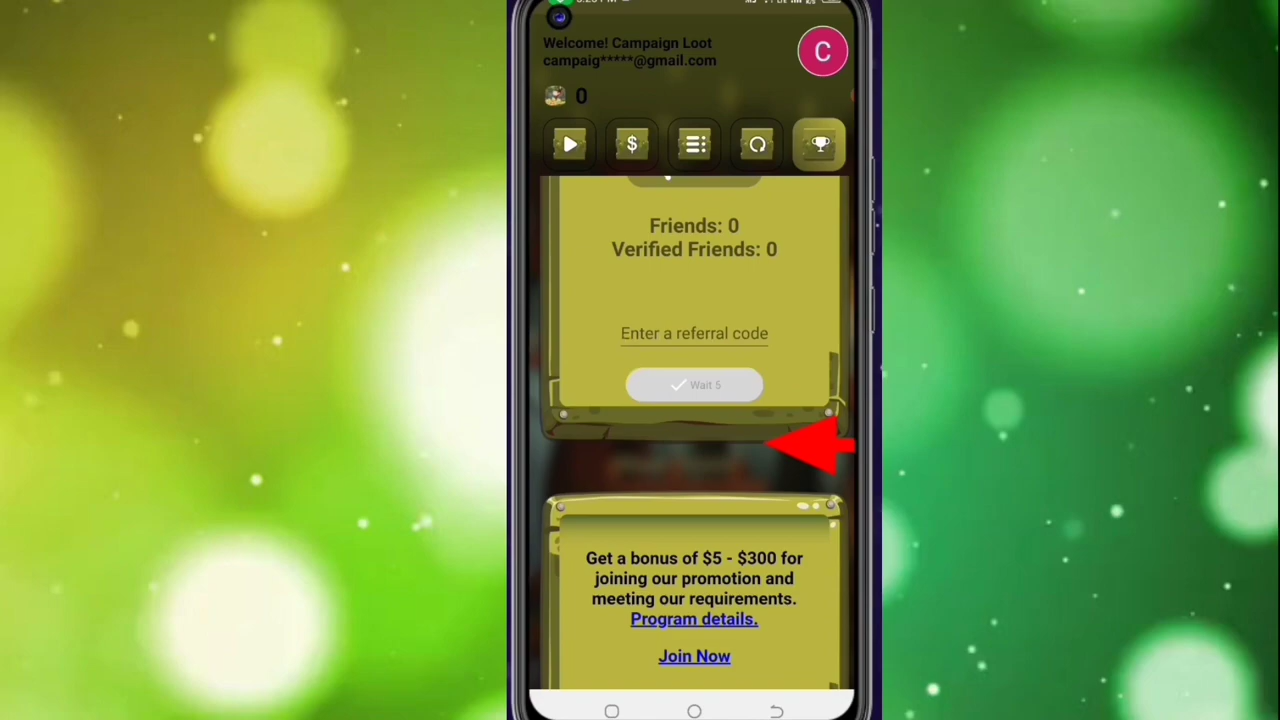 Welcome! Campaign Loot
campaig*****@gmail.com
C
0
$
Friends: 0
Verified Friends: 0
Enter a referral code
Wait 5
Get a bonus of $5 - $300 for
joining our promotion and
meeting our requirements.
Program details.
Join Now